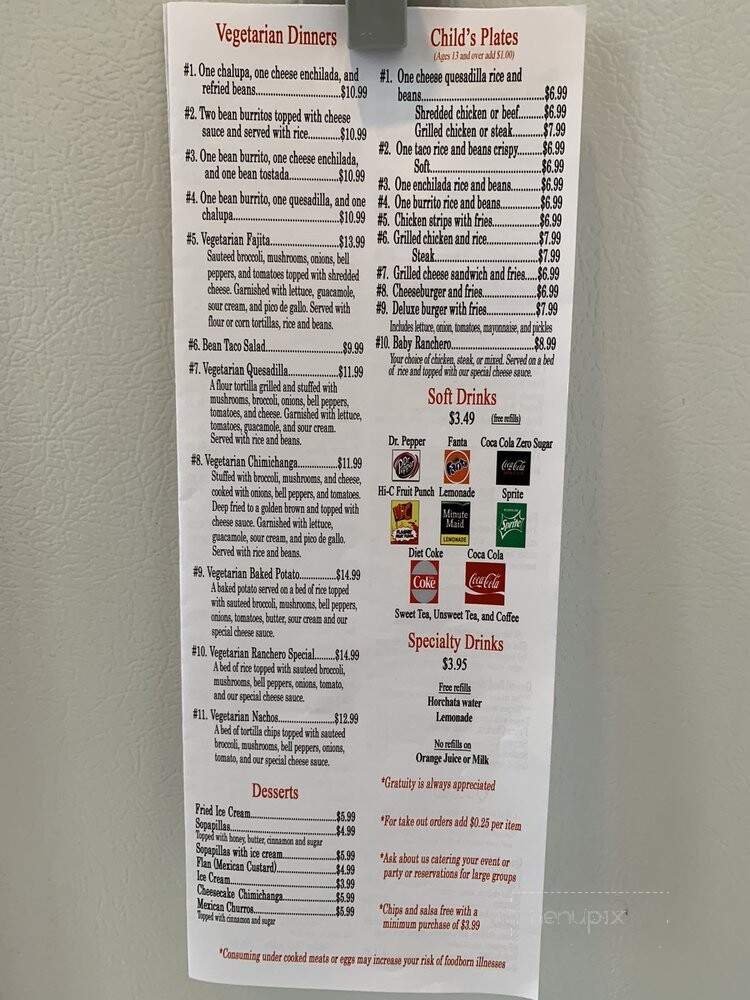 Vegetarian Dinners
#1. One chalupa, one cheese enchilada, and
refried beans..............................$10.99
#2. Two bean burritos topped with cheese
sauce and served with rice............$10.99
#3. One bean burrito, one cheese enchilada,
and one bean tostada..................$10.99
#4. One bean burrito, one quesadilla, and one
chalupa......................................$10.99
#5. Vegetarian Fajita........................$13.99
Sauteed broccoli, mushrooms, onions, bell
peppers, and tomatoes topped with shredded
cheese. Garnished with lettuce, guacamole,
sour cream, and pico de gallo. Served with
flour or corn tortillas, rice and beans.
#6. Bean Taco Salad............................$9.99
#7. Vegetarian Quesadilla..................$11.99
A flour tortilla grilled and stuffed with
mushrooms, broccoli, onions, bell peppers,
tomatoes, and cheese. Garnished with lettuce,
tomatoes, guacamole, and sour cream.
Served with rice and beans.
#8. Vegetarian Chimichanga..............$11.99
Stuffed with broccoli, mushrooms, and cheese,
cooked with onions, bell peppers, and tomatoes.
Deep fried to a golden brown and topped with
cheese sauce. Garnished with lettuce,
guacamole, sour cream, and pico de gallo.
Served with rice and beans.
#9. Vegetarian Baked Potato.............$14.99
A baked potato served on a bed of rice topped
with sauteed broccoli, mushrooms, bell peppers,
onions, tomatoes, butter, sour cream and our
special cheese sauce.
#10. Vegetarian Ranchero Special.......$14.99
A bed of rice topped with sauteed broccoli,
mushrooms, bell peppers, onions, tomato,
and our special cheese sauce.
#11. Vegetarian Nachos.....................$12.99
A bed of tortilla chips topped with sauteed
broccoli, mushrooms, bell peppers, onions,
tomato, and our special cheese sauce.
Desserts
Fried Ice Cream..............................$5.99
Sopapillas.....................................$4.99
Topped with honey, butter, cinnamon and sugar
Sopapillas with ice cream..................$5.99
Flan (Mexican Custard)....................$4.99
Ice Cream......................................$3.99
Cheesecake Chimichanga..................$5.99
Mexican Churros.............................$5.99
Topped with cinnamon and sugar
Child's Plates
(Ages 13 and over add $1.00)
#1. One cheese quesadilla rice and
beans..........................................$6.99
Shredded chicken or beef.........$6.99
Grilled chicken or steak...........$7.99
#2. One taco rice and beans crispy.......$6.99
Soft........................................$6.99
#3. One enchilada rice and beans.........$6.99
#4. One burrito rice and beans.............$6.99
#5. Chicken strips with fries................$6.99
#6. Grilled chicken and rice.................$7.99
Steak.......................................$7.99
#7. Grilled cheese sandwich and fries....$6.99
#8. Cheeseburger and fries..................$6.99
#9. Deluxe burger with fries.................$7.99
Includes lettuce, onion, tomatoes, mayonnaise, and pickles
#10. Baby Ranchero............................$8.99
Your choice of chicken, steak, or mixed. Served on a bed
of rice and topped with our special cheese sauce.
Soft Drinks
$3.49 (free refills)
Dr. Pepper Fanta Coca Cola Zero Sugar
Dr Pepper Fanta Coca-Cola
Hi-C Fruit Punch Lemonade Sprite
Hi-C Minute Maid LEMONADE Sprite
Diet Coke Coca Cola
Coke Coca-Cola
Sweet Tea, Unsweet Tea, and Coffee
Specialty Drinks
$3.95
Free refills
Horchata water
Lemonade
No refills on
Orange Juice or Milk
*Gratuity is always appreciated
*For take out orders add $0.25 per item
*Ask about us catering your event or
party or reservations for large groups
*Chips and salsa free with a
minimum purchase of $3.99
*Consuming under cooked meats or eggs may increase your risk of foodborn illnesses
menupix